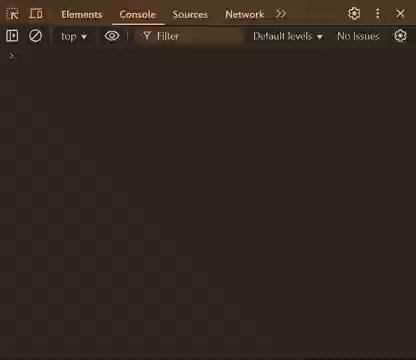 Elements Console Sources Network
top Filter Default levels No Issues